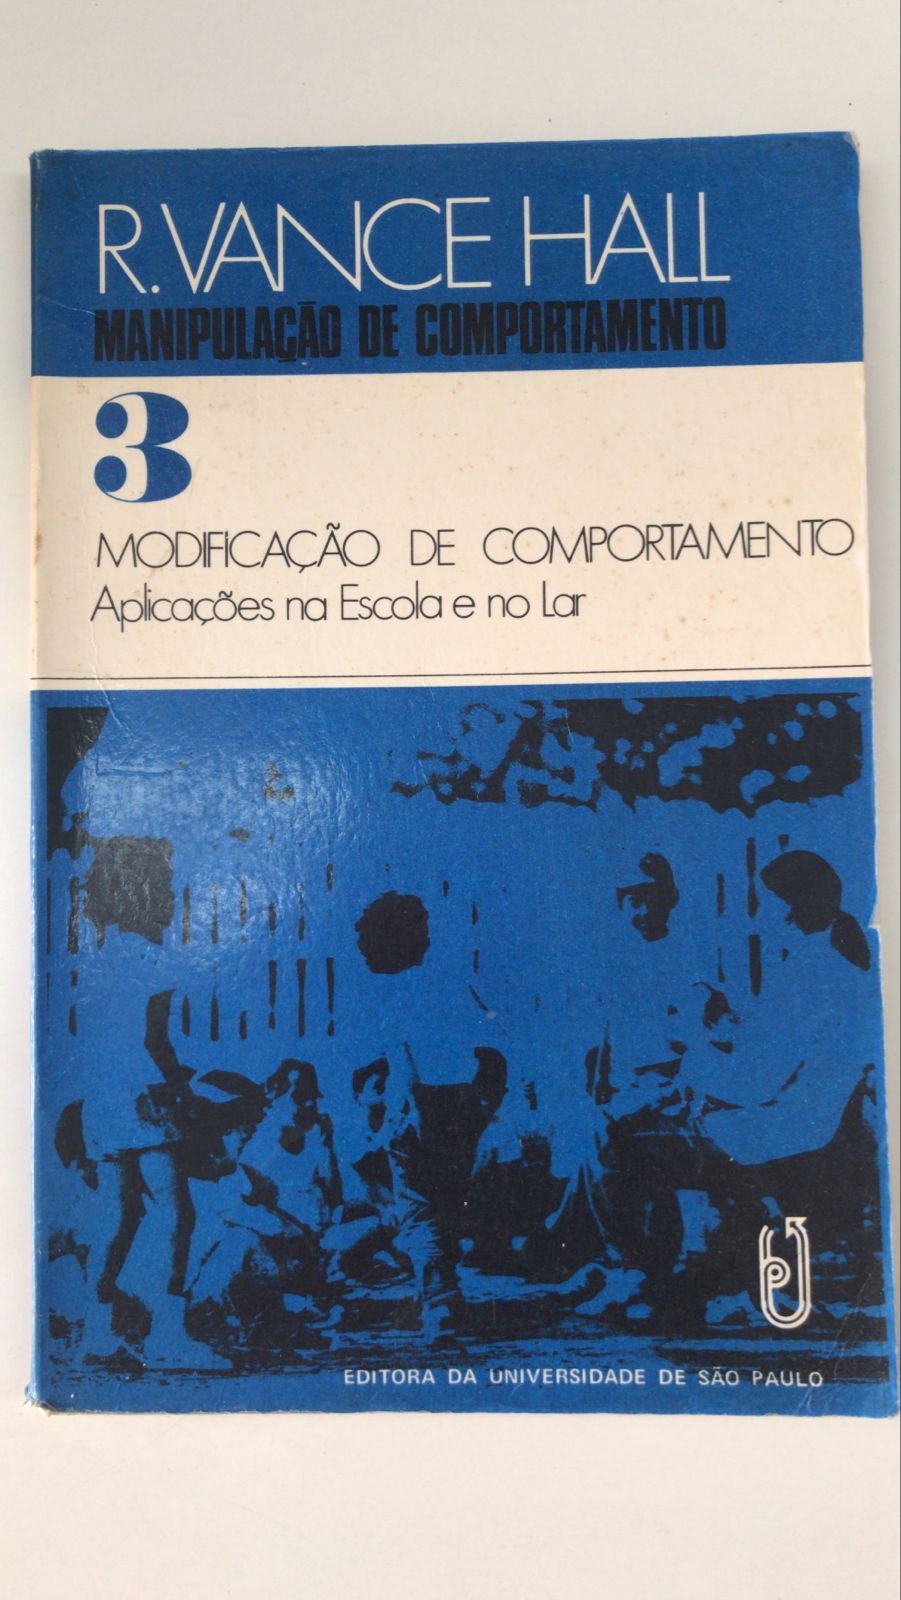 R. VANCE HALL
MANIPULAÇÃO DE COMPORTAMENTO
3
MODIFICAÇÃO DE COMPORTAMENTO
Aplicações na Escola e no Lar
EDITORA DA UNIVERSIDADE DE SÃO PAULO